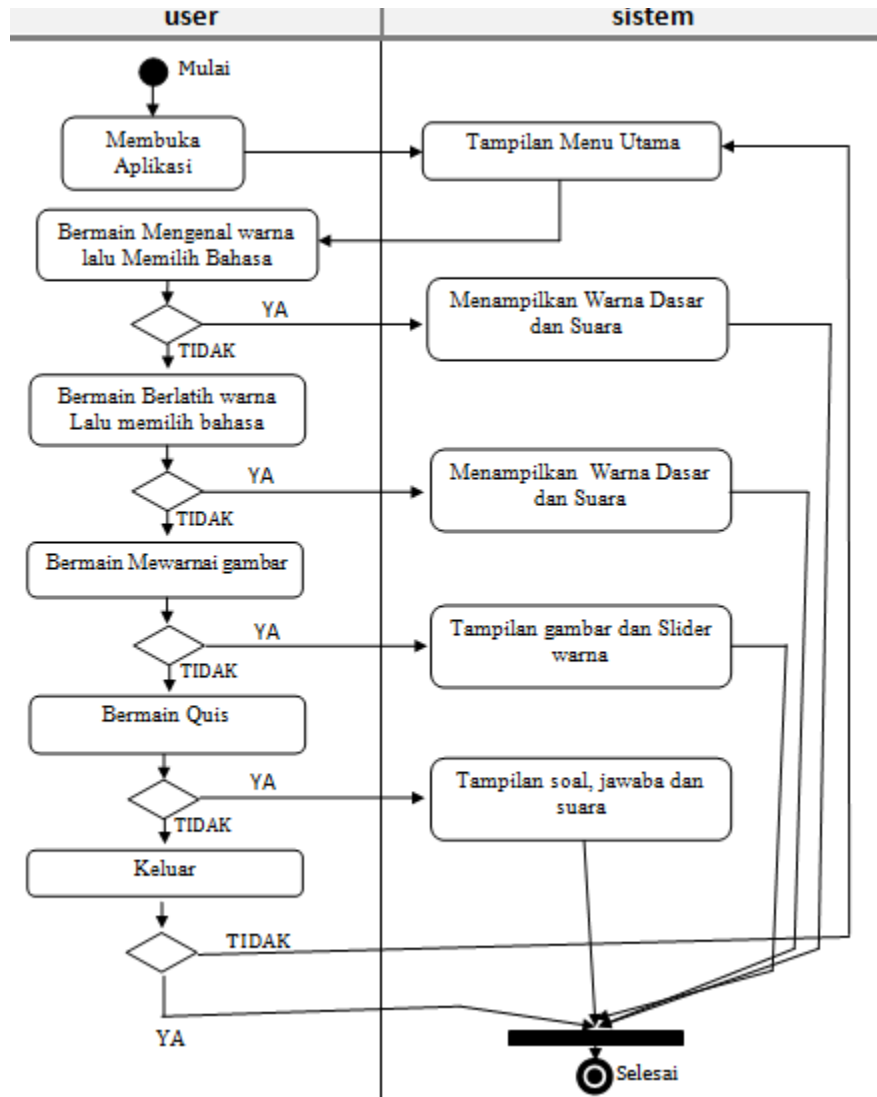 user
sistem
Mulai
Membuka
Aplikasi
Tampilan Menu Utama
Bermain Mengenal warna
lalu Memilih Bahasa
YA
Menampilkan Warna Dasar
dan Suara
TIDAK
Bermain Berlatih warna
Lalu memilih bahasa
YA
Menampilkan Warna Dasar
dan Suara
TIDAK
Bermain Mewarnai gambar
YA
Tampilan gambar dan Slider
warna
TIDAK
Bermain Quis
YA
Tampilan soal, jawaba dan
suara
TIDAK
Keluar
TIDAK
YA
Selesai